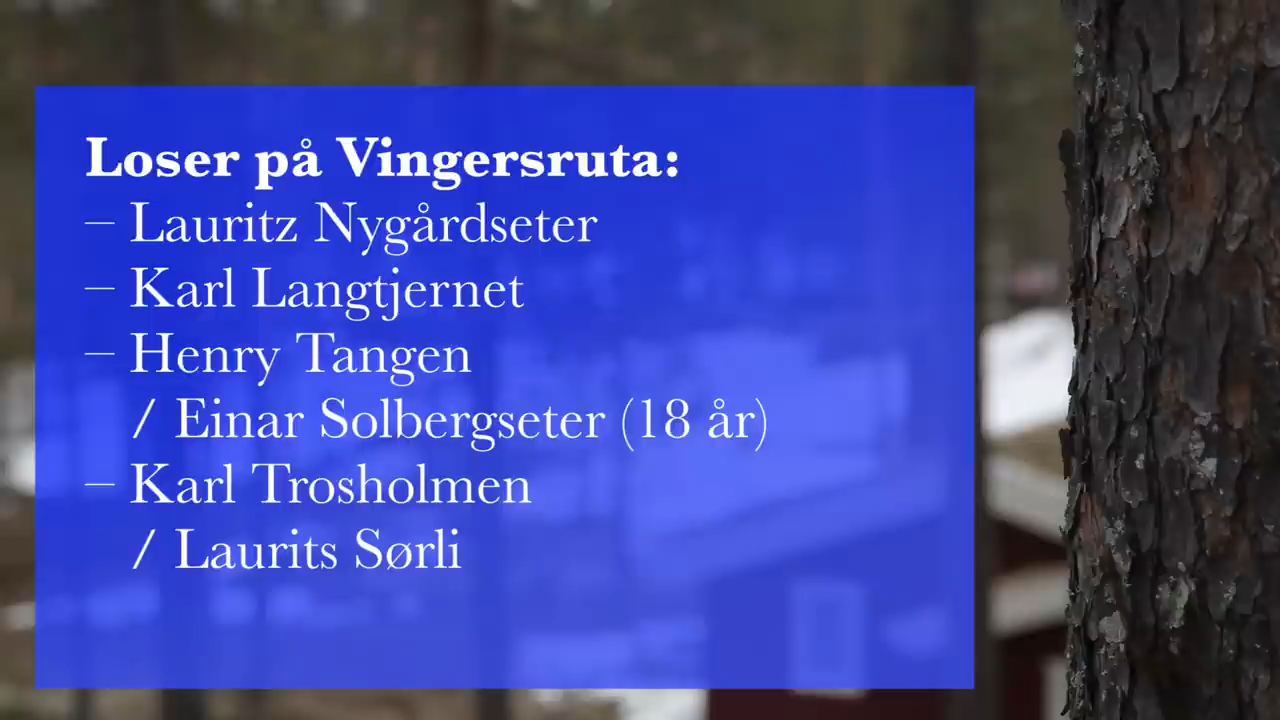 Loser på Vingersruta:
– Lauritz Nygårdseter
– Karl Langtjernet
– Henry Tangen
/ Einar Solbergseter (18 år)
– Karl Trosholmen
/ Laurits Sørli